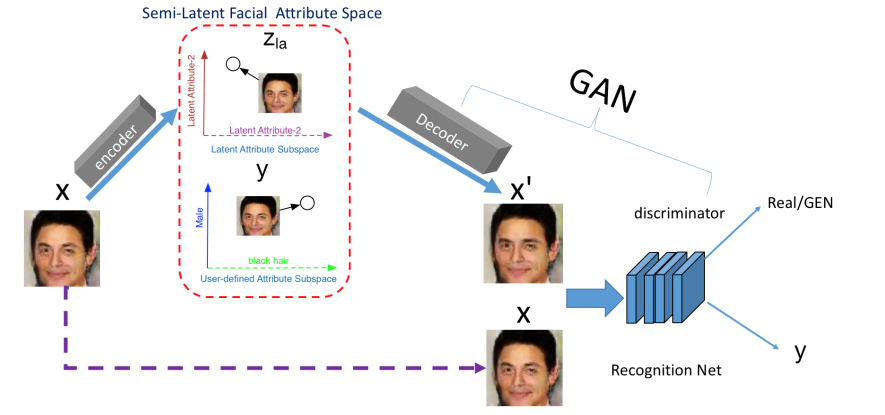 Semi-Latent Facial Attribute Space
z_la
Latent Attribute-2
Latent Attribute-2
Latent Attribute Subspace
y
Male
black hair
User-defined Attribute Subspace
encoder
x
Decoder
GAN
x'
x
discriminator
Real/GEN
y
Recognition Net